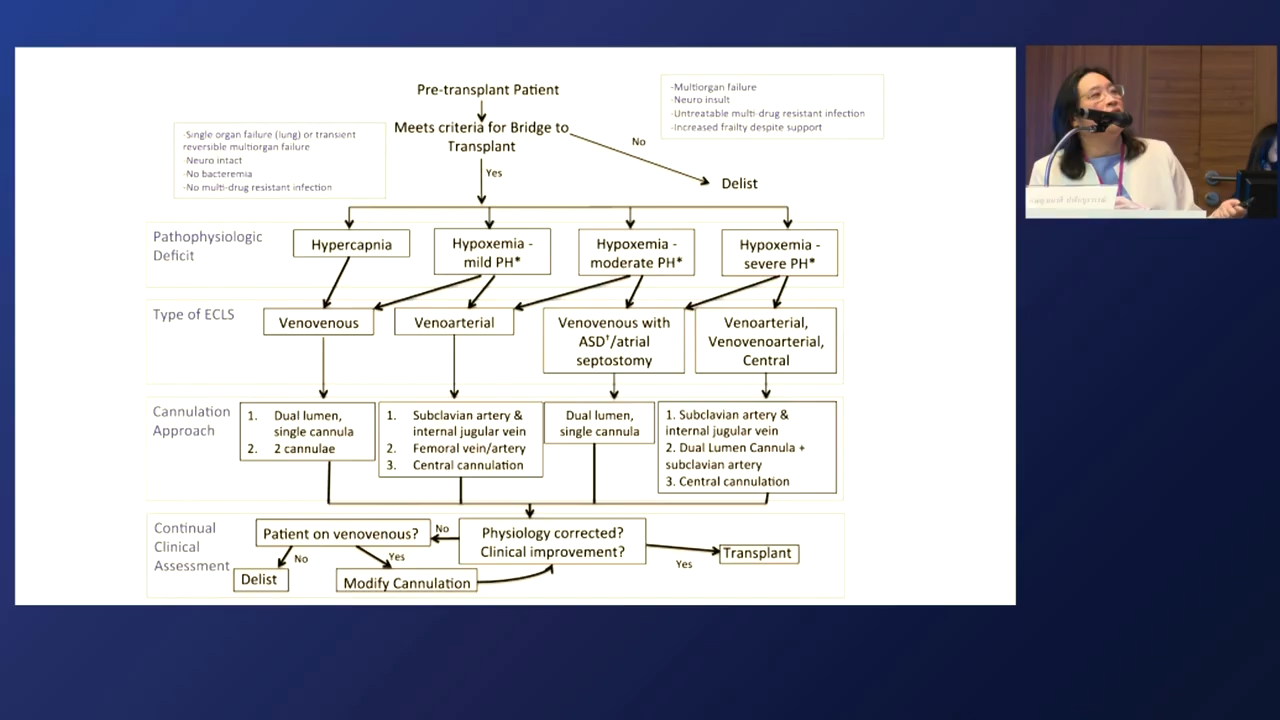 Pre-transplant Patient
-Multiorgan failure
-Neuro insult
-Untreatable multi-drug resistant infection
-Increased frailty despite support
Meets criteria for Bridge to
Transplant
-Single organ failure (lung) or transient
reversible multiorgan failure
-Neuro intact
-No bacteremia
-No multi-drug resistant infection
No
Yes
Delist
Pathophysiologic
Deficit
Hypercapnia
Hypoxemia -
mild PH*
Hypoxemia -
moderate PH*
Hypoxemia -
severe PH*
Type of ECLS
Venovenous
Venoarterial
Venovenous with
ASD†/atrial
septostomy
Venoarterial,
Venovenoarterial,
Central
Cannulation
Approach
1. Dual lumen,
single cannula
2. 2 cannulae
1. Subclavian artery &
internal jugular vein
2. Femoral vein/artery
3. Central cannulation
Dual lumen,
single cannula
1. Subclavian artery &
internal jugular vein
2. Dual Lumen Cannula +
subclavian artery
3. Central cannulation
Continual
Clinical
Assessment
Patient on venovenous?
No
Physiology corrected?
Clinical improvement?
Yes
Transplant
No
Yes
Delist
Modify Cannulation